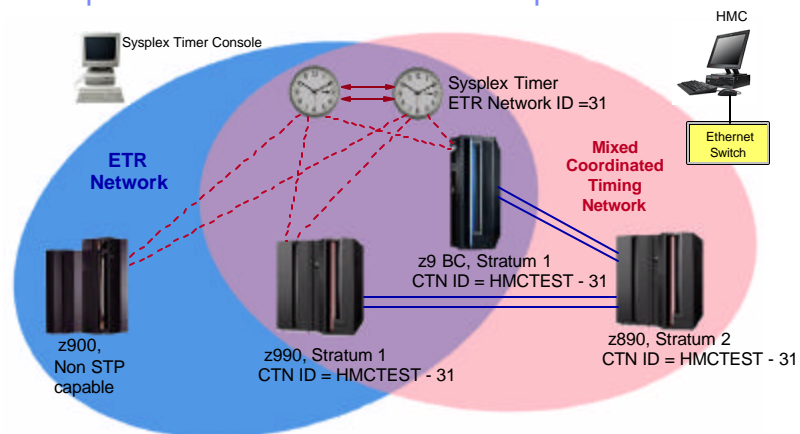 HMC
Sysplex Timer Console
Sysplex Timer
ETR Network ID =31
Ethernet
Switch
ETR
Network
Mixed
Coordinated
Timing
Network
z9 BC, Stratum 1
CTN ID = HMCTEST - 31
z900,
Non STP
capable
z990, Stratum 1
CTN ID = HMCTEST - 31
z890, Stratum 2
CTN ID = HMCTEST - 31